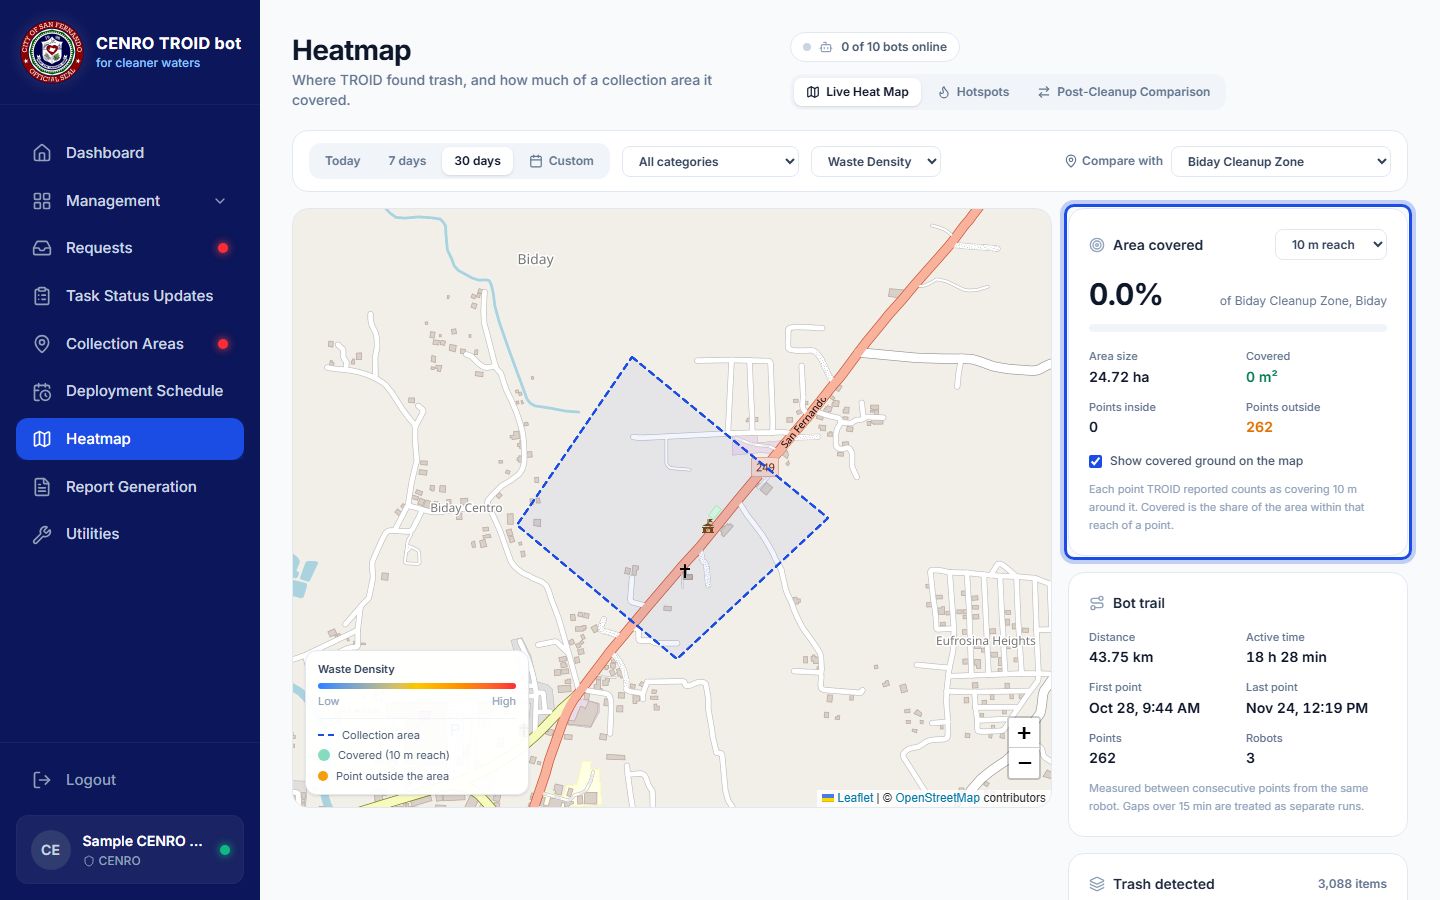 CITY OF SAN FERNANDO
OFFICIAL SEAL
CENRO TROID bot
for cleaner waters
Dashboard
Management
Requests
Task Status Updates
Collection Areas
Deployment Schedule
Heatmap
Report Generation
Utilities
Logout
CE
Sample CENRO ...
CENRO
Heatmap
Where TROID found trash, and how much of a collection area it
covered.
0 of 10 bots online
Live Heat Map
Hotspots
Post-Cleanup Comparison
Today
7 days
30 days
Custom
All categories
Waste Density
Compare with
Biday Cleanup Zone
Biday
San Fernando
249
Biday Centro
Eufrosina Heights
Waste Density
Low
High
Collection area
Covered (10 m reach)
Point outside the area
P
+
−
Leaflet | © OpenStreetMap contributors
Area covered
10 m reach
0.0%
of Biday Cleanup Zone, Biday
Area size
Covered
24.72 ha
0 m²
Points inside
Points outside
0
262
Show covered ground on the map
Each point TROID reported counts as covering 10 m
around it. Covered is the share of the area within that
reach of a point.
Bot trail
Distance
Active time
43.75 km
18 h 28 min
First point
Last point
Oct 28, 9:44 AM
Nov 24, 12:19 PM
Points
Robots
262
3
Measured between consecutive points from the same
robot. Gaps over 15 min are treated as separate runs.
Trash detected
3,088 items